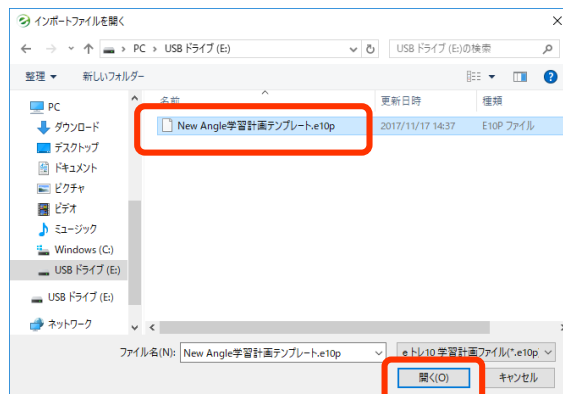 インポートファイルを開く
PC › USB ドライブ (E:)
USB ドライブ (E:)の検索
整理 新しいフォルダー
名前 更新日時 種類
New Angle学習計画テンプレート.e10p 2017/11/17 14:37 E10P ファイル
PC
ダウンロード
デスクトップ
ドキュメント
ピクチャ
ビデオ
ミュージック
Windows (C:)
USB ドライブ (E:)
USB ドライブ (E:)
ネットワーク
ファイル名(N): New Angle学習計画テンプレート.e10p
eトレ10 学習計画ファイル(*.e10p
開く(O) キャンセル